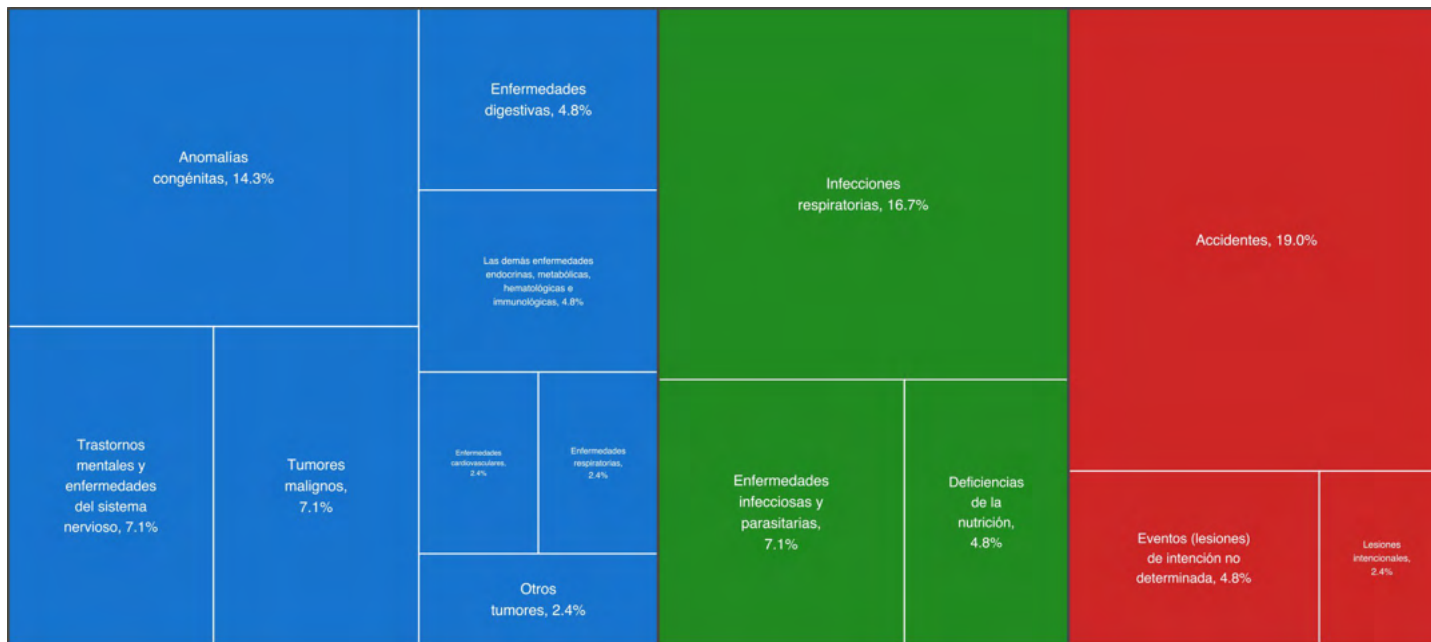 Anomalías
congénitas, 14.3%
Trastornos
mentales y
enfermedades
del sistema
nervioso, 7.1%
Tumores
malignos,
7.1%
Enfermedades
digestivas, 4.8%
Las demás enfermedades
endocrinas, metabólicas,
hematológicas e
immunológicas, 4.8%
Enfermedades
cardiovasculares,
2.4%
Enfermedades
respiratorias,
2.4%
Otros
tumores, 2.4%
Infecciones
respiratorias, 16.7%
Enfermedades
infecciosas y
parasitarias,
7.1%
Deficiencias
de la
nutrición,
4.8%
Accidentes, 19.0%
Eventos (lesiones)
de intención no
determinada, 4.8%
Lesiones
intencionales,
2.4%